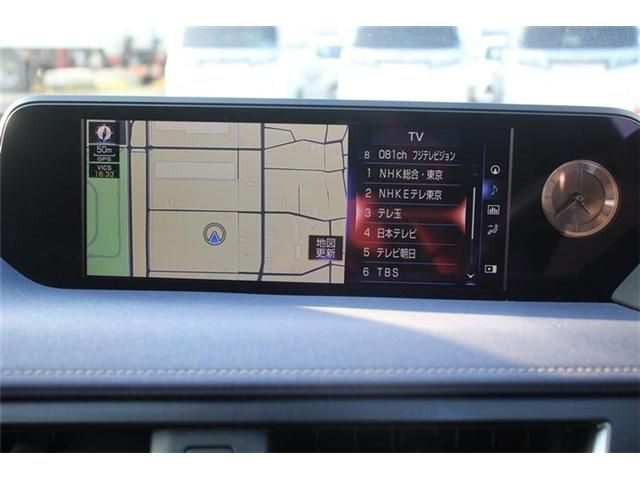 50m
GPS
VICS
16:33
地図
更新
TV
8 081ch フジテレビジョン
1 NHK総合・東京
2 NHKEテレ東京
3 テレ玉
4 日本テレビ
5 テレビ朝日
6 TBS